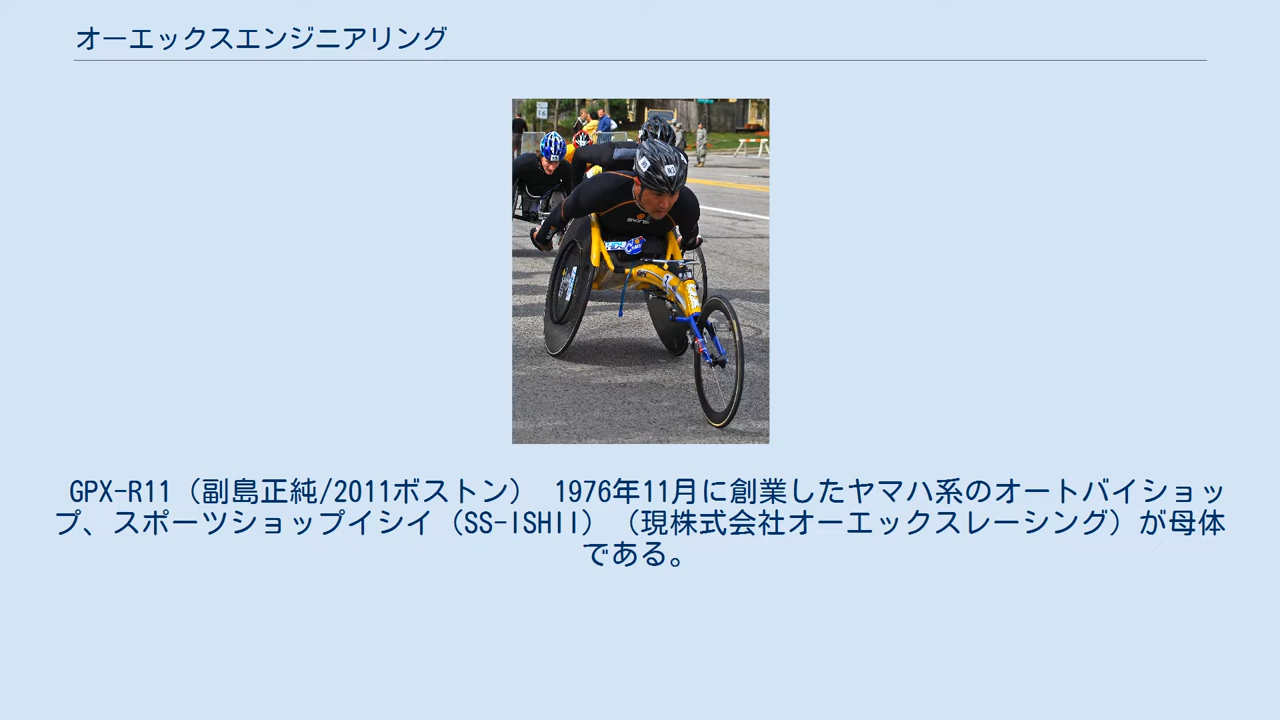 オーエックスエンジニアリング
16
GPX-R11（副島正純/2011ボストン） 1976年11月に創業したヤマハ系のオートバイショッ
プ、スポーツショップイシイ（SS-ISHII）（現株式会社オーエックスレーシング）が母体
である。